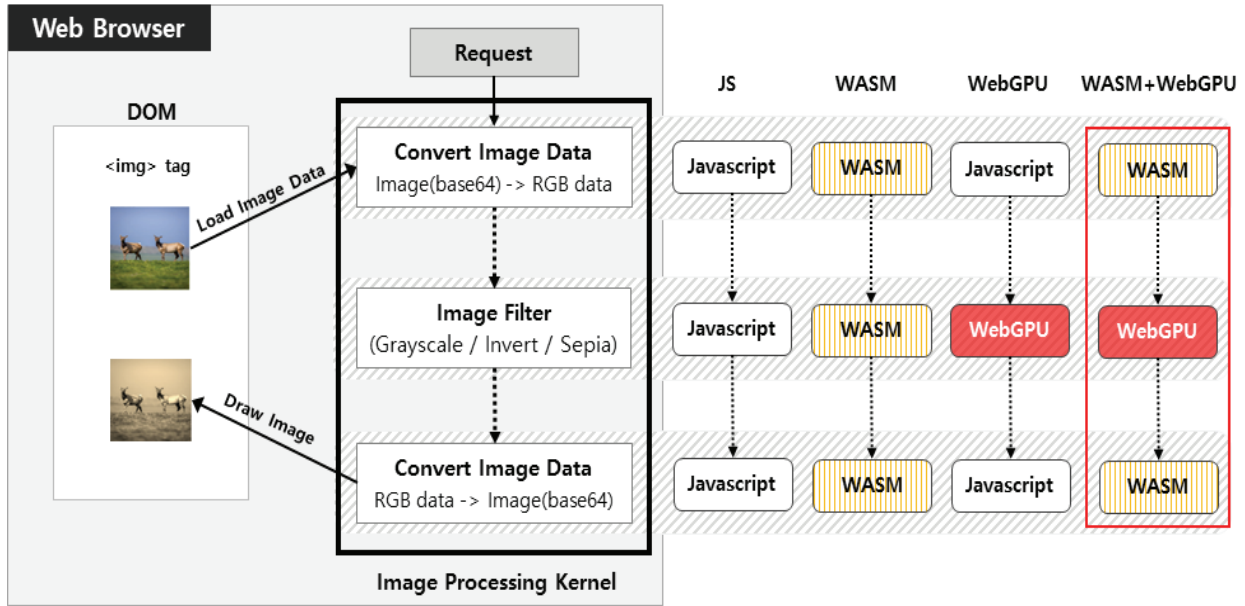 Web Browser
Request
DOM
<img> tag
Load Image Data
Draw Image
Convert Image Data
Image(base64) -> RGB data
Image Filter
(Grayscale / Invert / Sepia)
Convert Image Data
RGB data -> Image(base64)
Image Processing Kernel
JS
WASM
WebGPU
WASM+WebGPU
Javascript
WASM
Javascript
WASM
Javascript
WASM
WebGPU
WebGPU
Javascript
WASM
Javascript
WASM